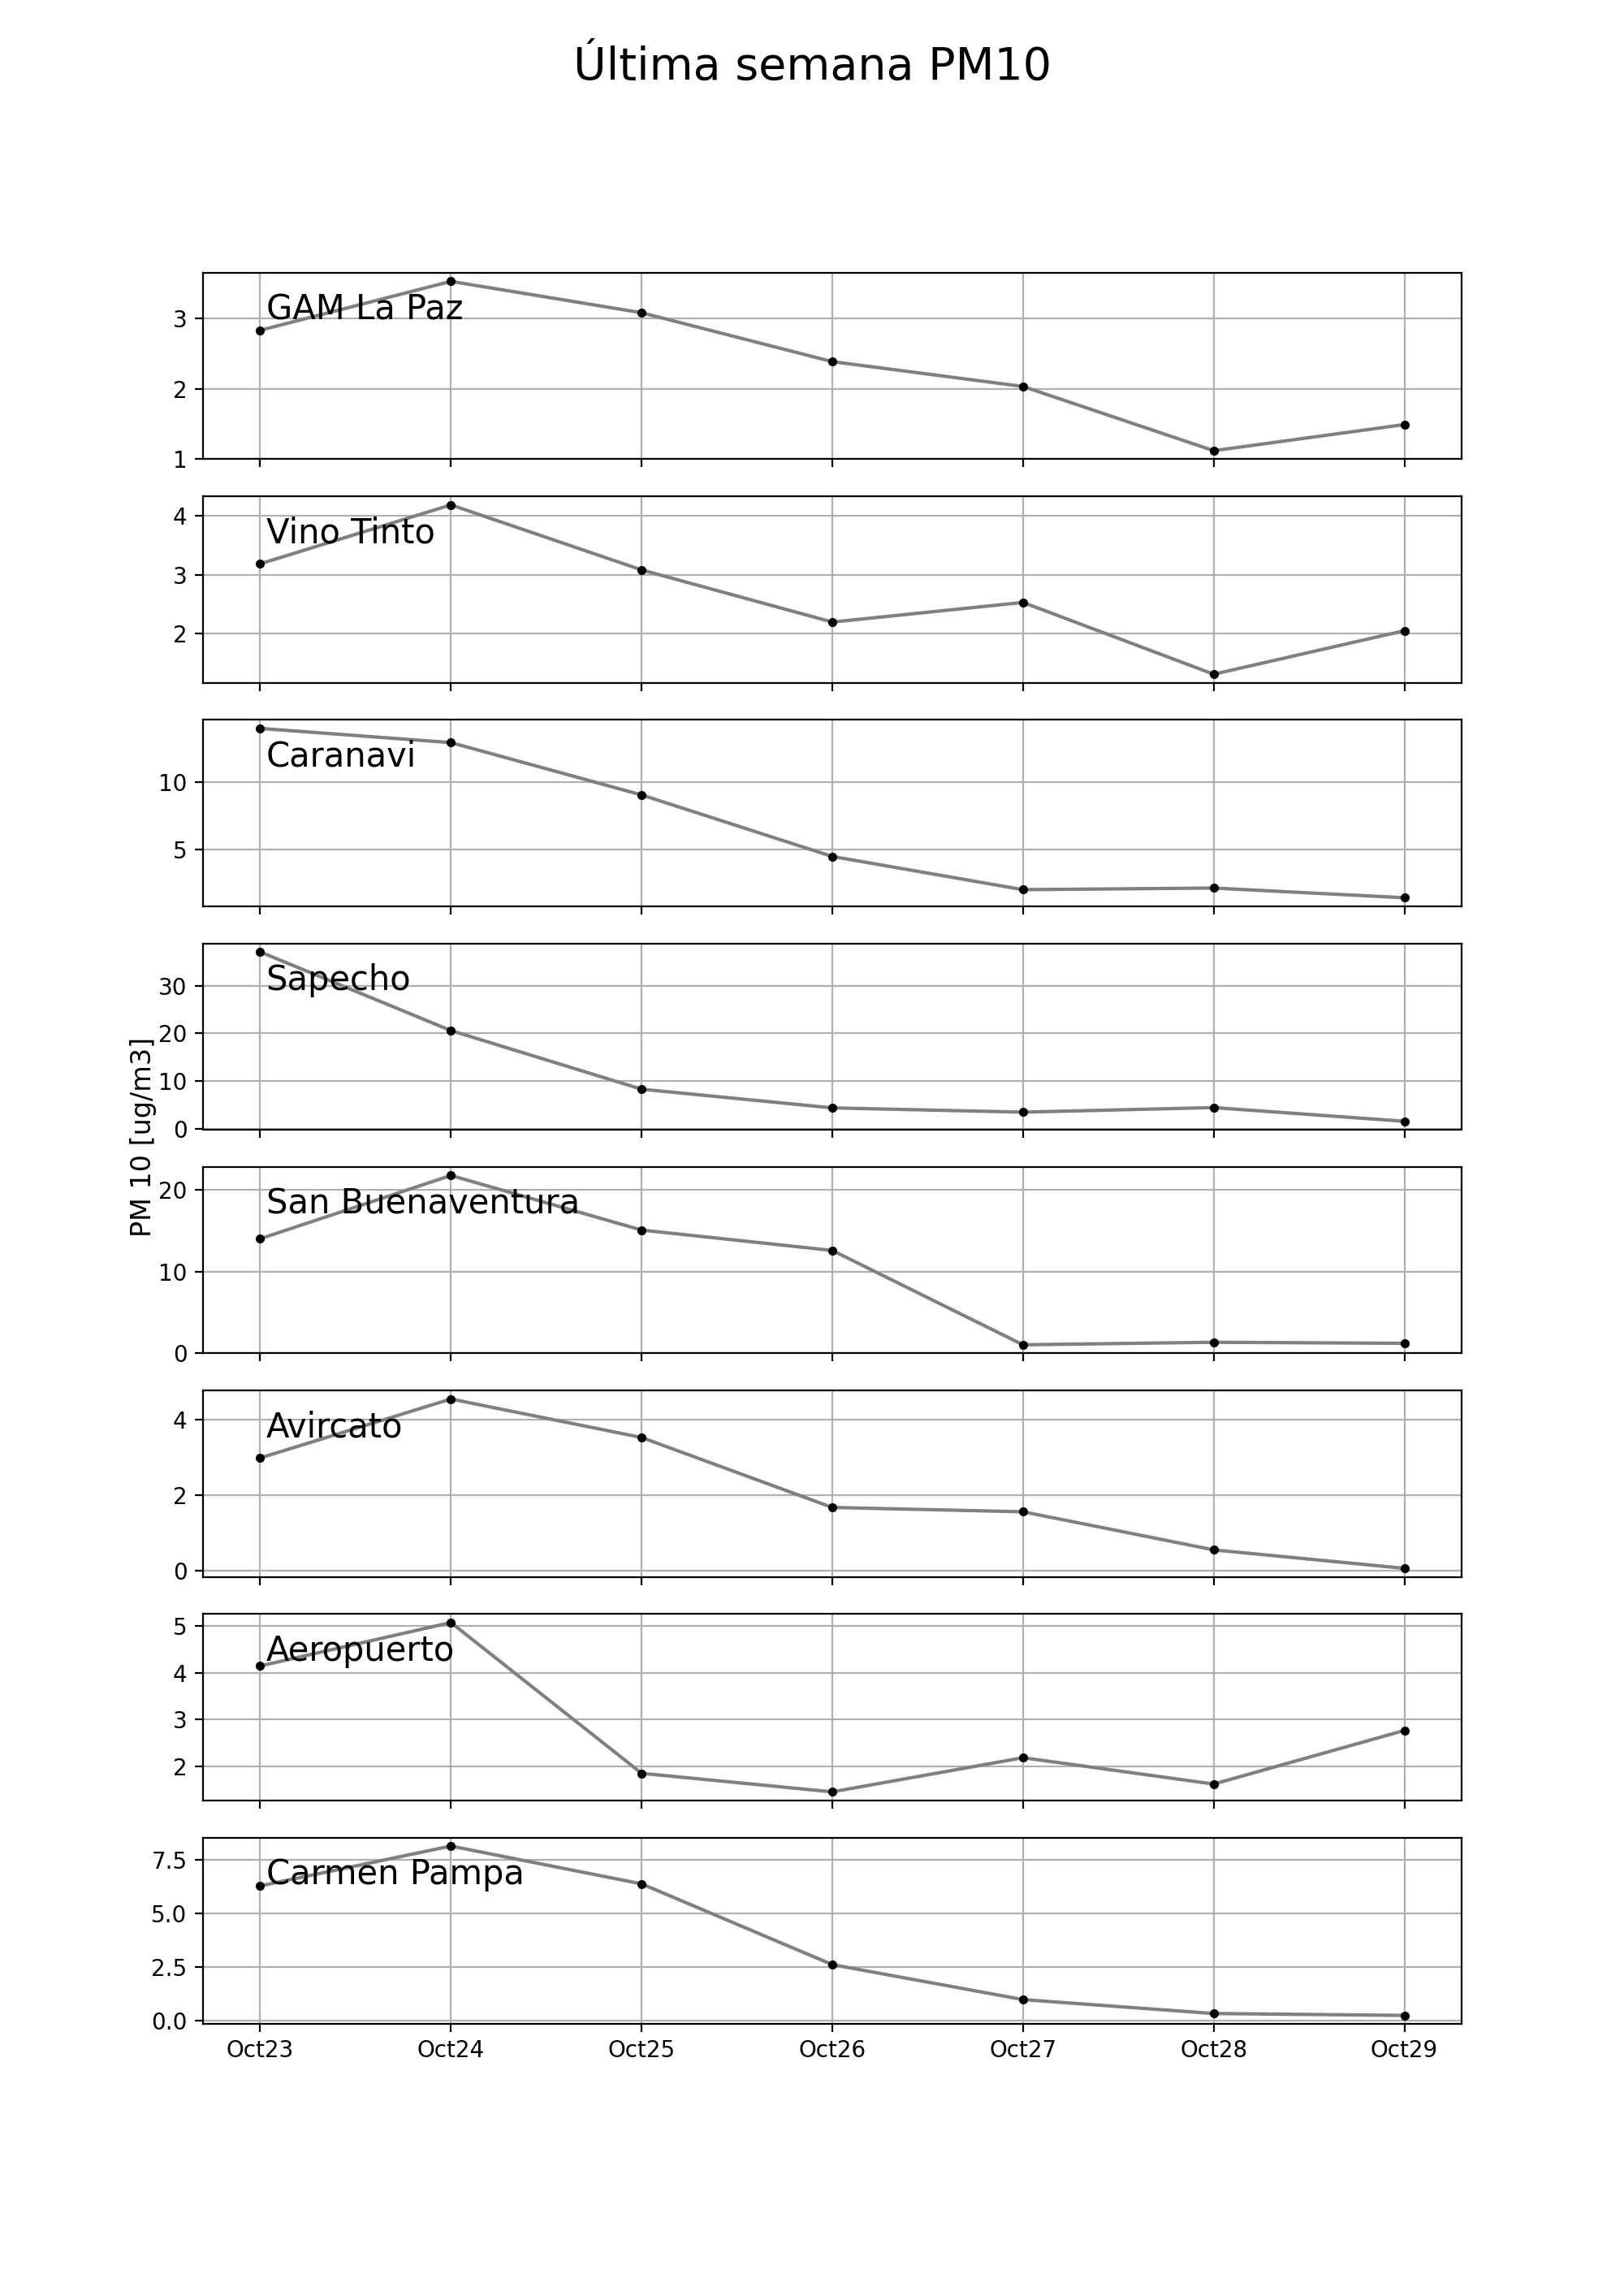 Última semana PM10
GAM La Paz
3
2
1
Vino Tinto
4
3
2
Caranavi
10
5
Sapecho
30
20
10
0
PM 10 [ug/m3]
San Buenaventura
20
10
0
Avircato
4
2
0
Aeropuerto
5
4
3
2
Carmen Pampa
7.5
5.0
2.5
0.0
Oct23 Oct24 Oct25 Oct26 Oct27 Oct28 Oct29